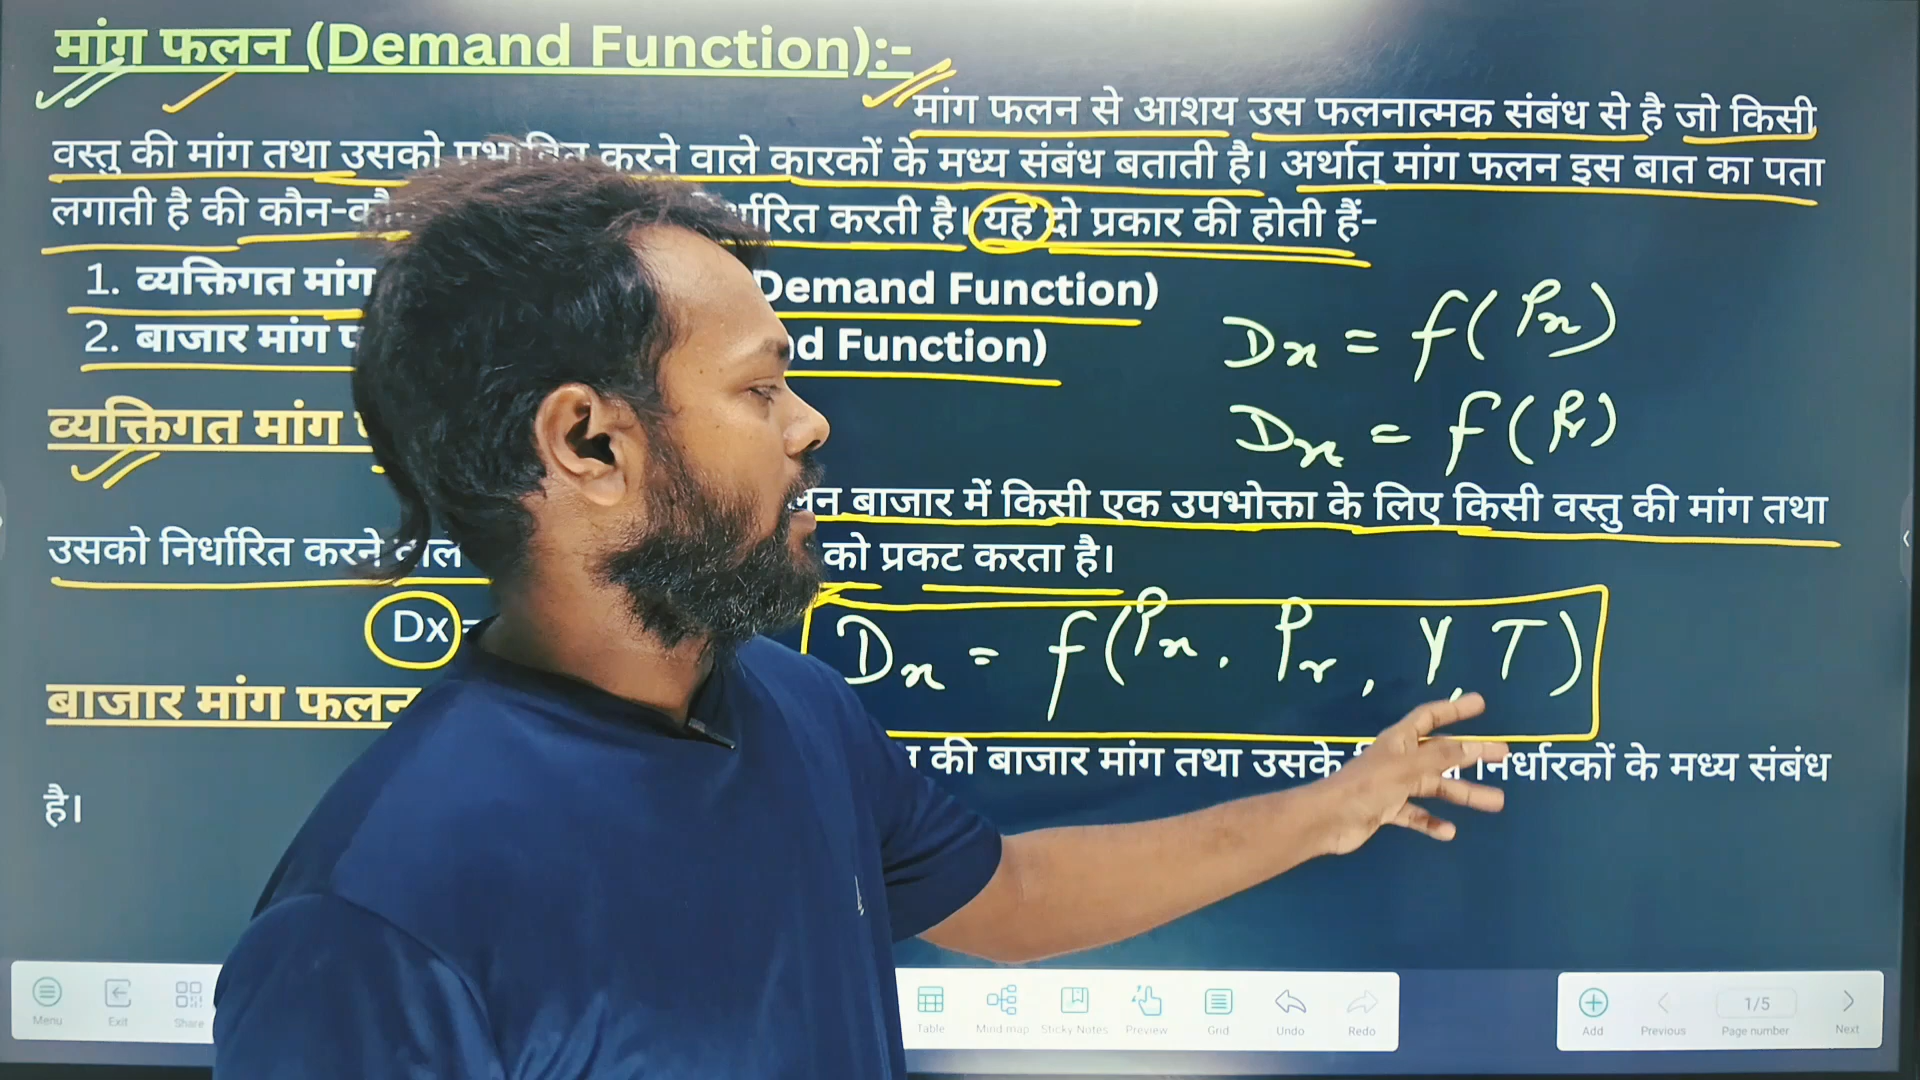 मांग फलन (Demand Function):-
मांग फलन से आशय उस फलनात्मक संबंध से है जो किसी
वस्तु की मांग तथा उसको करने वाले कारकों के मध्य संबंध बताती है। अर्थात् मांग फलन इस बात का पता
लगाती है की करती है। यह दो प्रकार की होती हैं-
1. व्यक्तिगत मांग Demand Function)
2. बाजार मांग Function)
Dx = f(Px)
Dx = f(Pr)
व्यक्तिगत मांग
बाजार में किसी एक उपभोक्ता के लिए किसी वस्तु की मांग तथा
उसको निर्धारित करने को प्रकट करता है।
Dx
Dx = f(Px, Pr, Y, T)
बाजार मांग फलन
की बाजार मांग तथा उसके निर्धारकों के मध्य संबंध
है।
Menu Exit Share Table Mind map Sticky Notes Preview Grid Undo Redo Add Previous 1/5 Page number Next